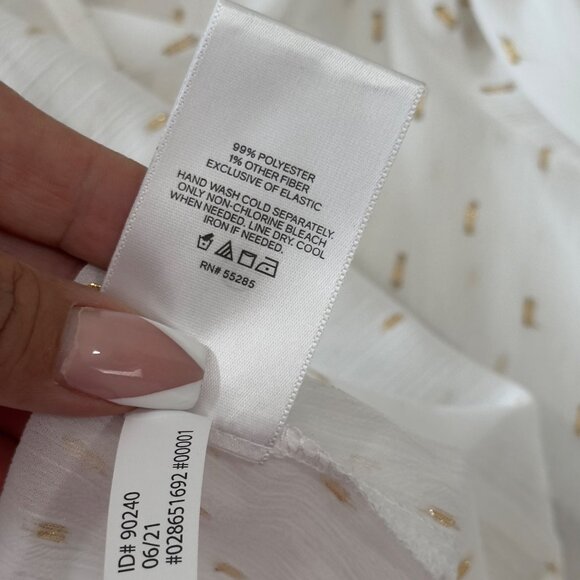 99% POLYESTER
1% OTHER FIBER
EXCLUSIVE OF ELASTIC
HAND WASH COLD SEPARATELY.
ONLY NON-CHLORINE BLEACH
WHEN NEEDED. LINE DRY. COOL
IRON IF NEEDED.
RN# 55285
ID# 90240
06/21
#028651692 #00001